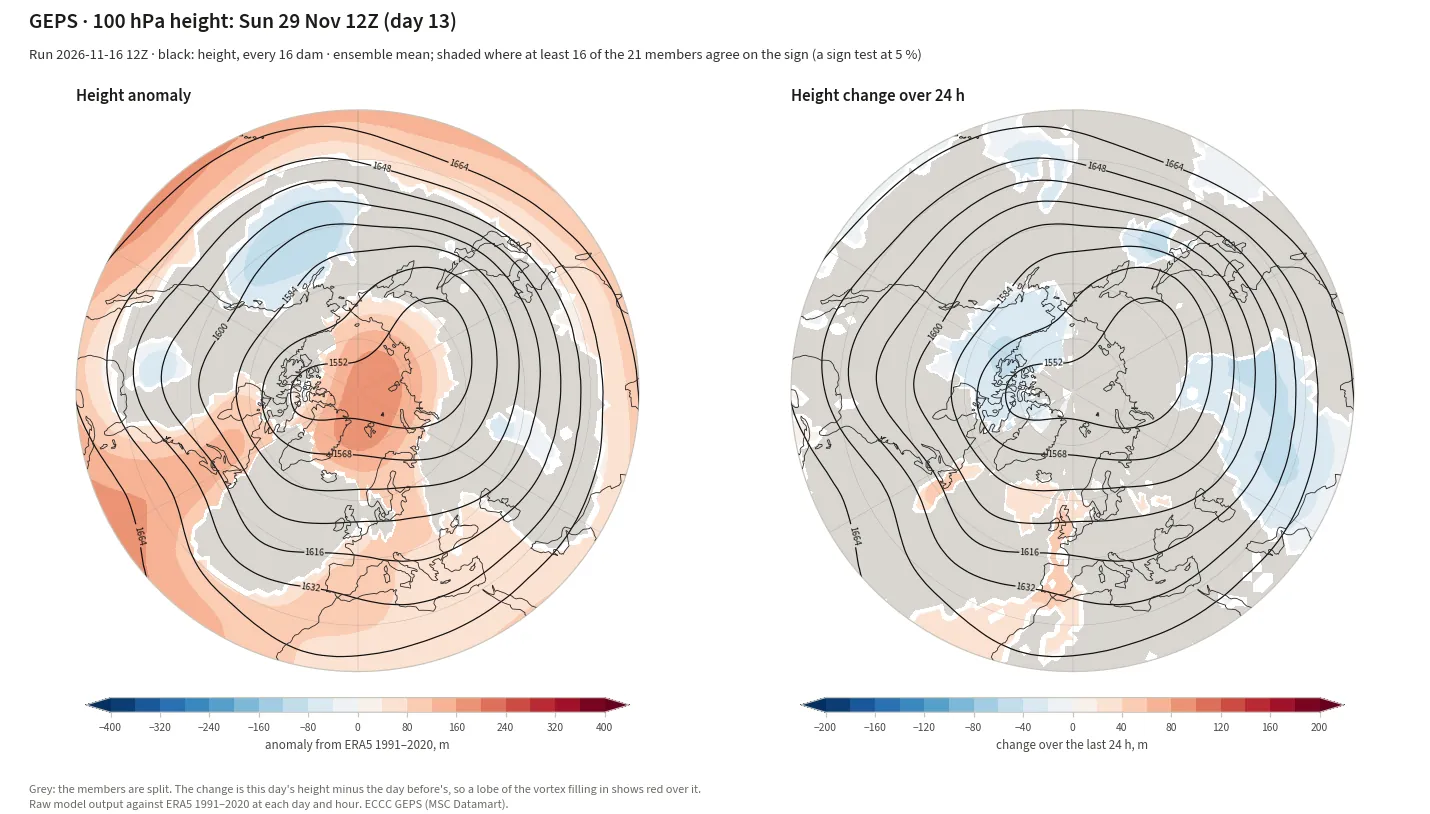 GEPS · 100 hPa height: Sun 29 Nov 12Z (day 13)
Run 2026-11-16 12Z · black: height, every 16 dam · ensemble mean; shaded where at least 16 of the 21 members agree on the sign (a sign test at 5 %)
Height anomaly
Height change over 24 h
1664
1648
1584
1600
1552
1568
1664
1616
1632
1664
1648
1584
1600
1552
1568
1664
1616
1632
−400 −320 −240 −160 −80 0 80 160 240 320 400
anomaly from ERA5 1991–2020, m
−200 −160 −120 −80 −40 0 40 80 120 160 200
change over the last 24 h, m
Grey: the members are split. The change is this day's height minus the day before's, so a lobe of the vortex filling in shows red over it.
Raw model output against ERA5 1991–2020 at each day and hour. ECCC GEPS (MSC Datamart).